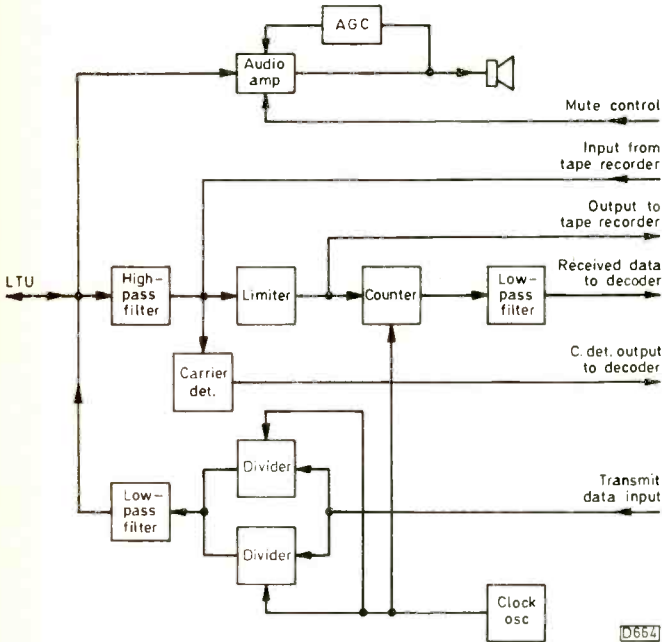 AGC
Audio
amp
Mute control
Input from
tape recorder
Output to
tape recorder
LTU
High-
pass
filter
Limiter
Counter
Low-
pass
filter
Received data
to decoder
Carrier
det.
C. det. output
to decoder
Divider
Low-
pass
filter
Transmit
data input
Divider
Clock
osc
D664